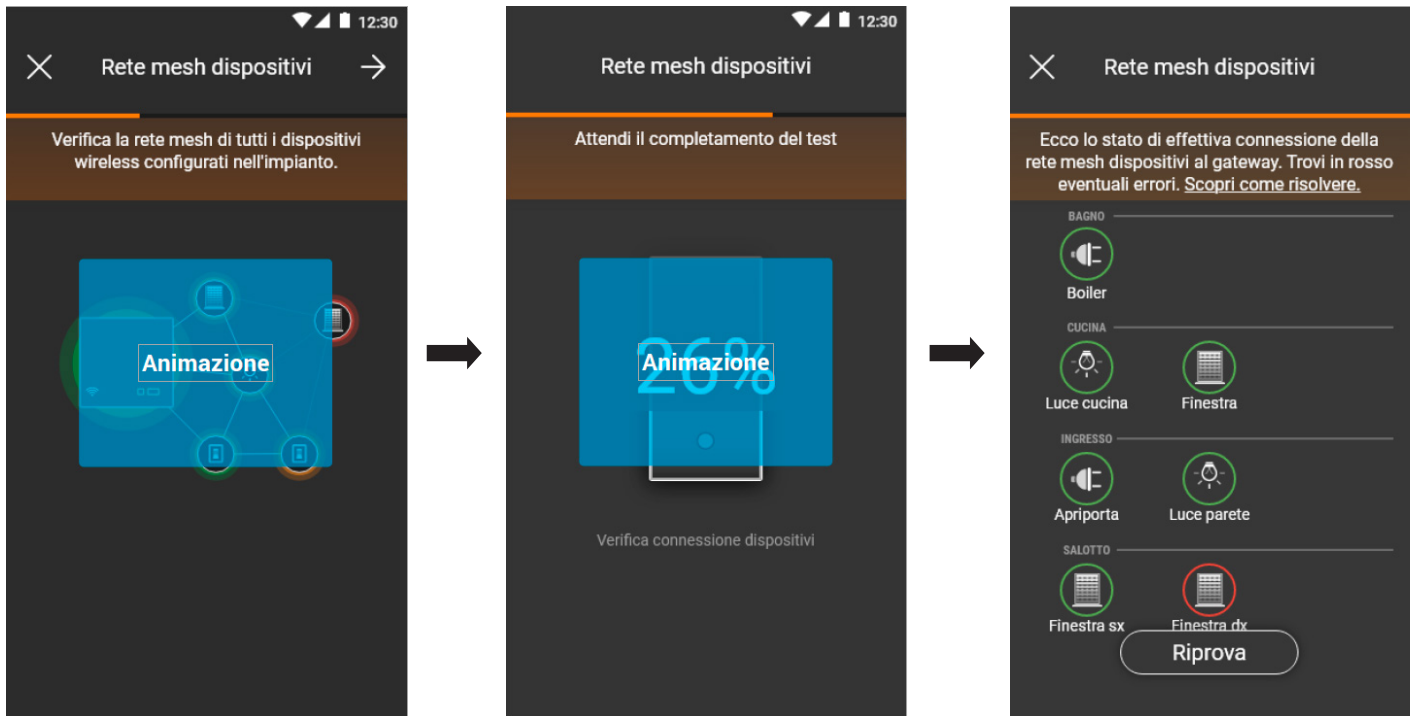 12:30
Rete mesh dispositivi
Verifica la rete mesh di tutti i dispositivi
wireless configurati nell'impianto.
Animazione
12:30
Rete mesh dispositivi
Attendi il completamento del test
26%
Animazione
Verifica connessione dispositivi
Rete mesh dispositivi
Ecco lo stato di effettiva connessione della
rete mesh dispositivi al gateway. Trovi in rosso
eventuali errori. Scopri come risolvere.
BAGNO
Boiler
CUCINA
Luce cucina Finestra
INGRESSO
Apriporta Luce parete
SALOTTO
Finestra sx Finestra dx
Riprova